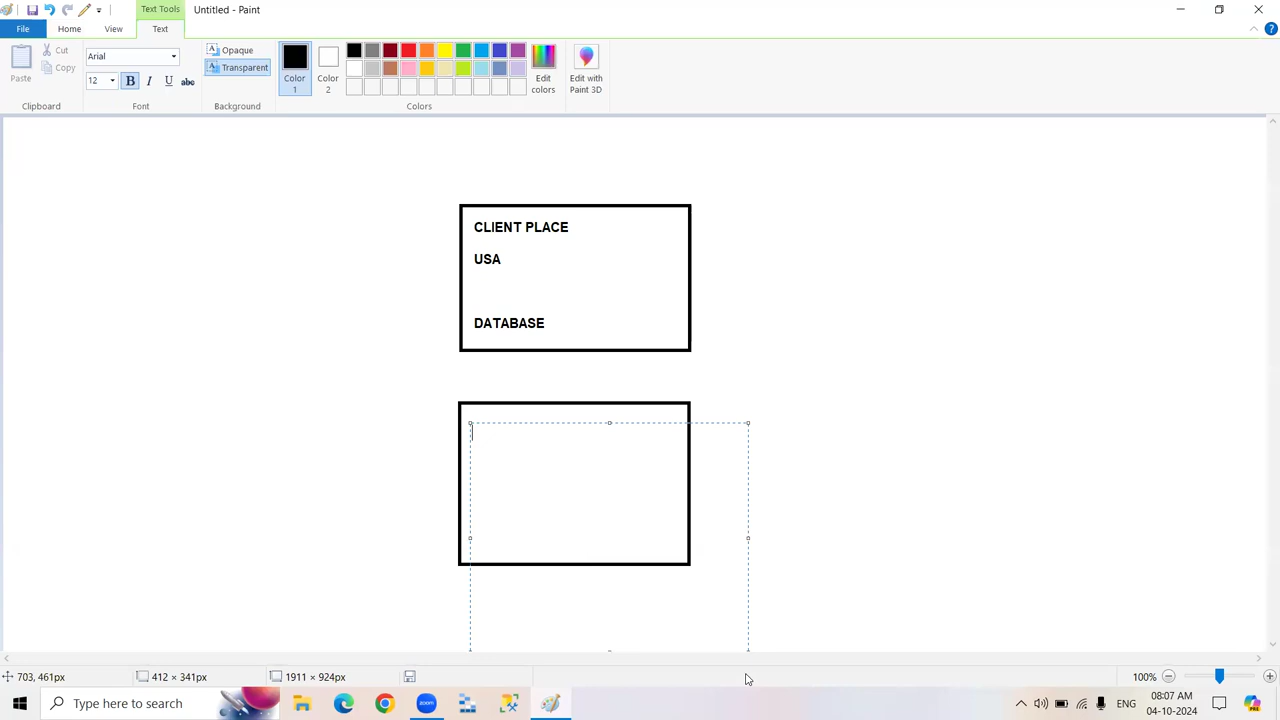 Text Tools
Untitled - Paint
File
Home
View
Text
Paste
Cut
Copy
Clipboard
Arial
12
B
I
U
abc
Font
Opaque
Transparent
Background
Color 1
Color 2
Colors
Edit colors
Edit with Paint 3D
CLIENT PLACE
USA
DATABASE
703, 461px
412 × 341px
1911 × 924px
100%
Type here to search
zoom
ENG
08:07 AM
04-10-2024
PRE